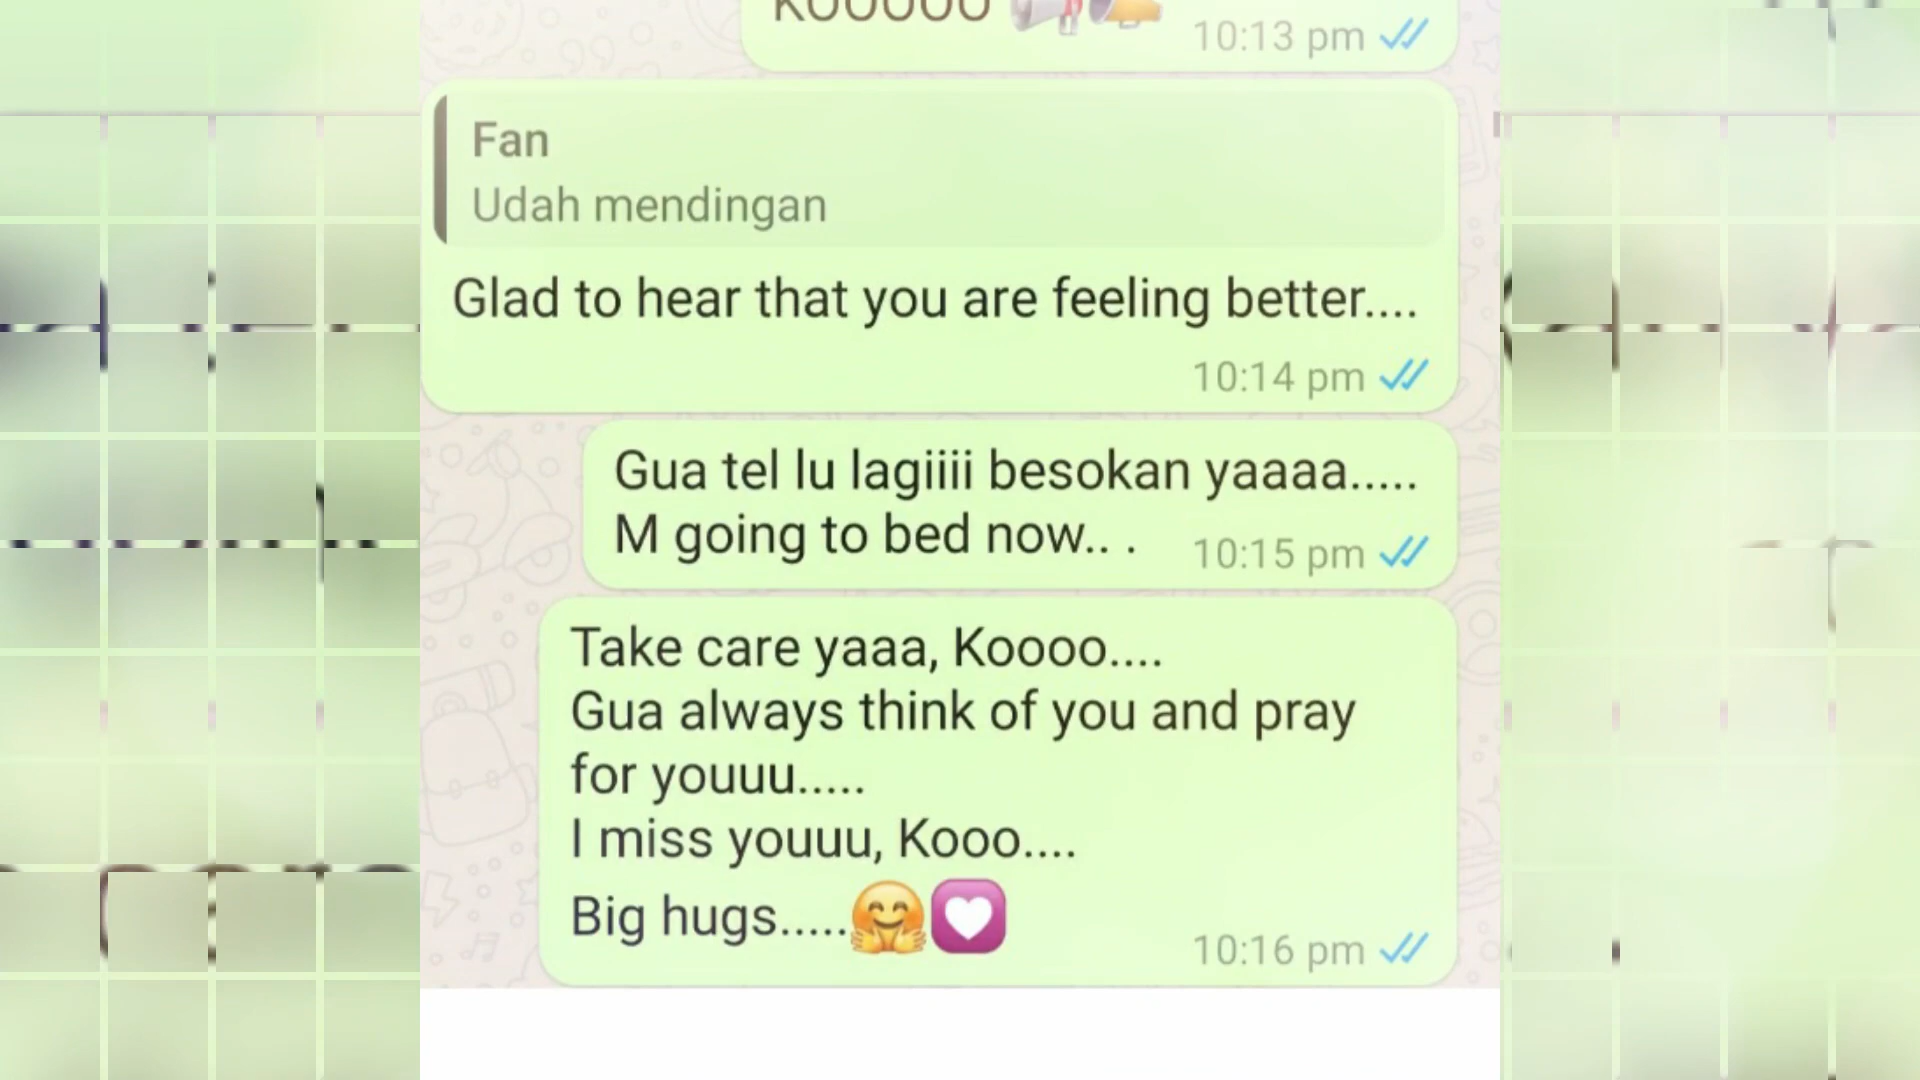 10:13 pm
Fan
Udah mendingan
Glad to hear that you are feeling better....
10:14 pm
Gua tel lu lagiiii besokan yaaaa.....
M going to bed now.. .
10:15 pm
Take care yaaa, Koooo....
Gua always think of you and pray
for youuu.....
I miss youuu, Kooo....
Big hugs.....🤗💟
10:16 pm